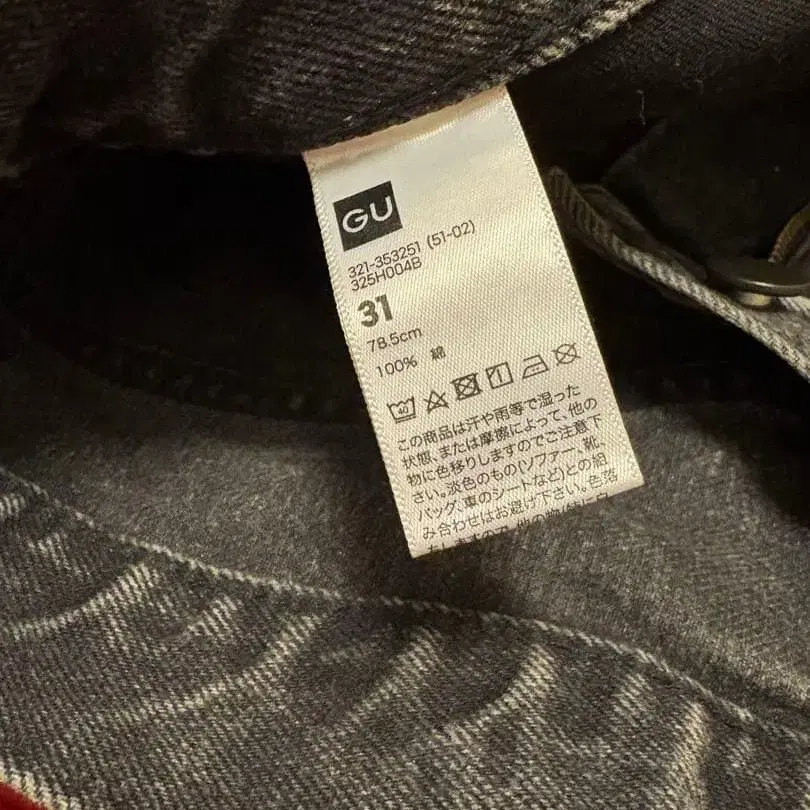 GU
321-353251 (51-02)
325H004B
31
78.5cm
100% 綿
40
この商品は汗や雨等で湿った
状態、または摩擦によって、他の
物に色移りしますのでご注意下
さい。淡色のもの(ソファー、靴、
バッグ、車のシートなど)との組
み合わせはお避け下さい。色落